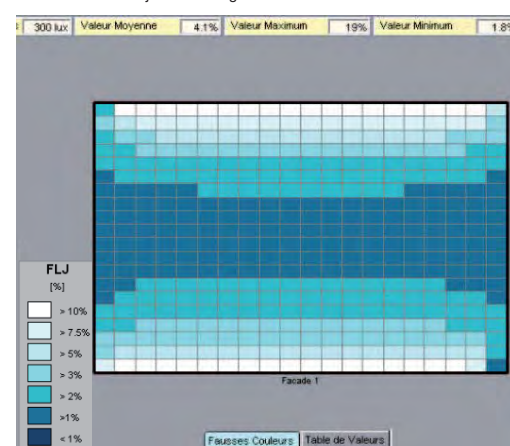 300 lux Valeur Moyenne 4.1% Valeur Maximum 19% Valeur Minimum 1.8%
FLJ
[%]
> 10%
> 7.5%
> 5%
> 3%
> 2%
>1%
< 1%
Facade 1
Fausses Couleurs Table de Valeurs